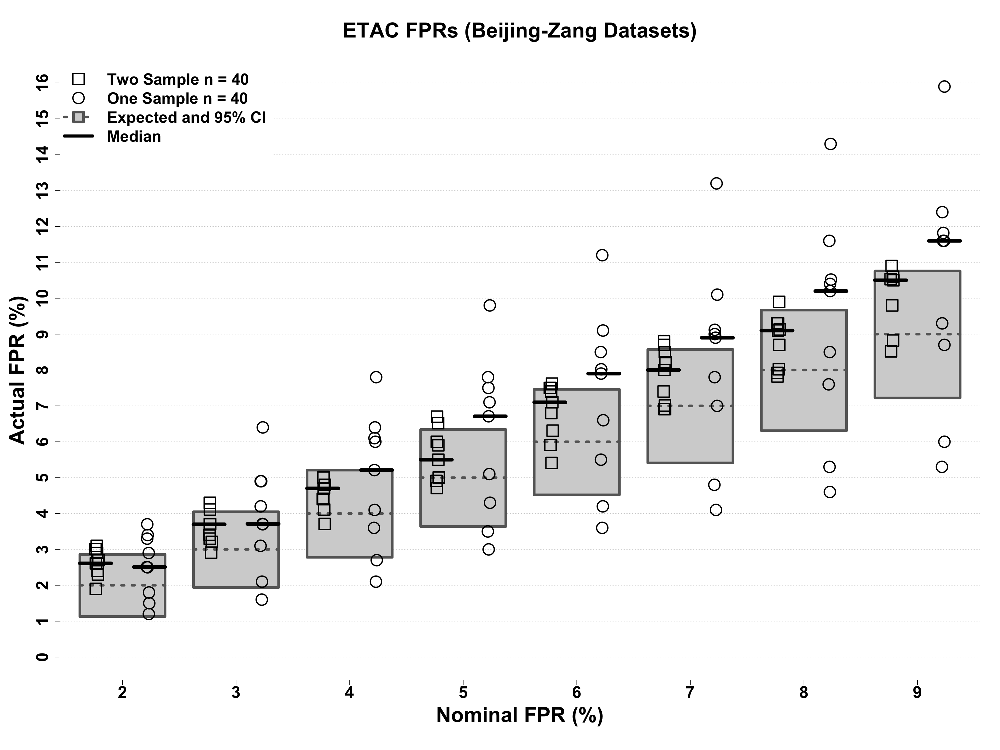 ETAC FPRs (Beijing-Zang Datasets)
Two Sample n = 40
One Sample n = 40
Expected and 95% CI
Median
Actual FPR (%)
16
15
14
13
12
11
10
9
8
7
6
5
4
3
2
1
0
2 3 4 5 6 7 8 9
Nominal FPR (%)